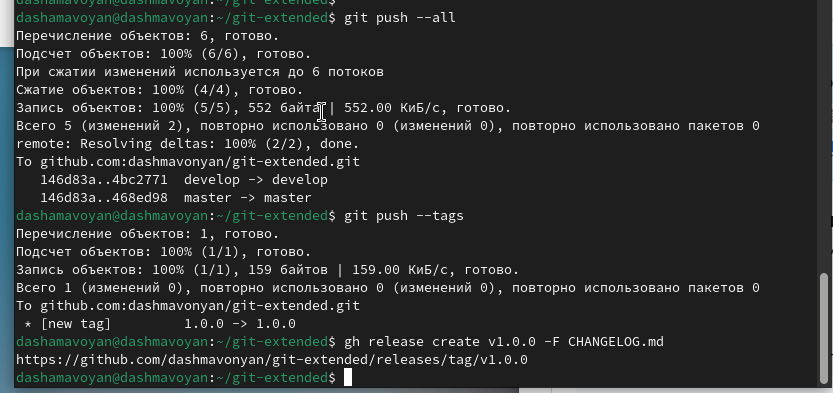 dashamavoyan@dashmavoyan:~/git-extended$ git push --all
Перечисление объектов: 6, готово.
Подсчет объектов: 100% (6/6), готово.
При сжатии изменений используется до 6 потоков
Сжатие объектов: 100% (4/4), готово.
Запись объектов: 100% (5/5), 552 байта | 552.00 КиБ/с, готово.
Всего 5 (изменений 2), повторно использовано 0 (изменений 0), повторно использовано пакетов 0
remote: Resolving deltas: 100% (2/2), done.
To github.com:dashmavonyan/git-extended.git
146d83a..4bc2771 develop -> develop
146d83a..468ed98 master -> master
dashamavoyan@dashmavoyan:~/git-extended$ git push --tags
Перечисление объектов: 1, готово.
Подсчет объектов: 100% (1/1), готово.
Запись объектов: 100% (1/1), 159 байтов | 159.00 КиБ/с, готово.
Всего 1 (изменений 0), повторно использовано 0 (изменений 0), повторно использовано пакетов 0
To github.com:dashmavonyan/git-extended.git
* [new tag] 1.0.0 -> 1.0.0
dashamavoyan@dashmavoyan:~/git-extended$ gh release create v1.0.0 -F CHANGELOG.md
https://github.com/dashmavonyan/git-extended/releases/tag/v1.0.0
dashamavoyan@dashmavoyan:~/git-extended$